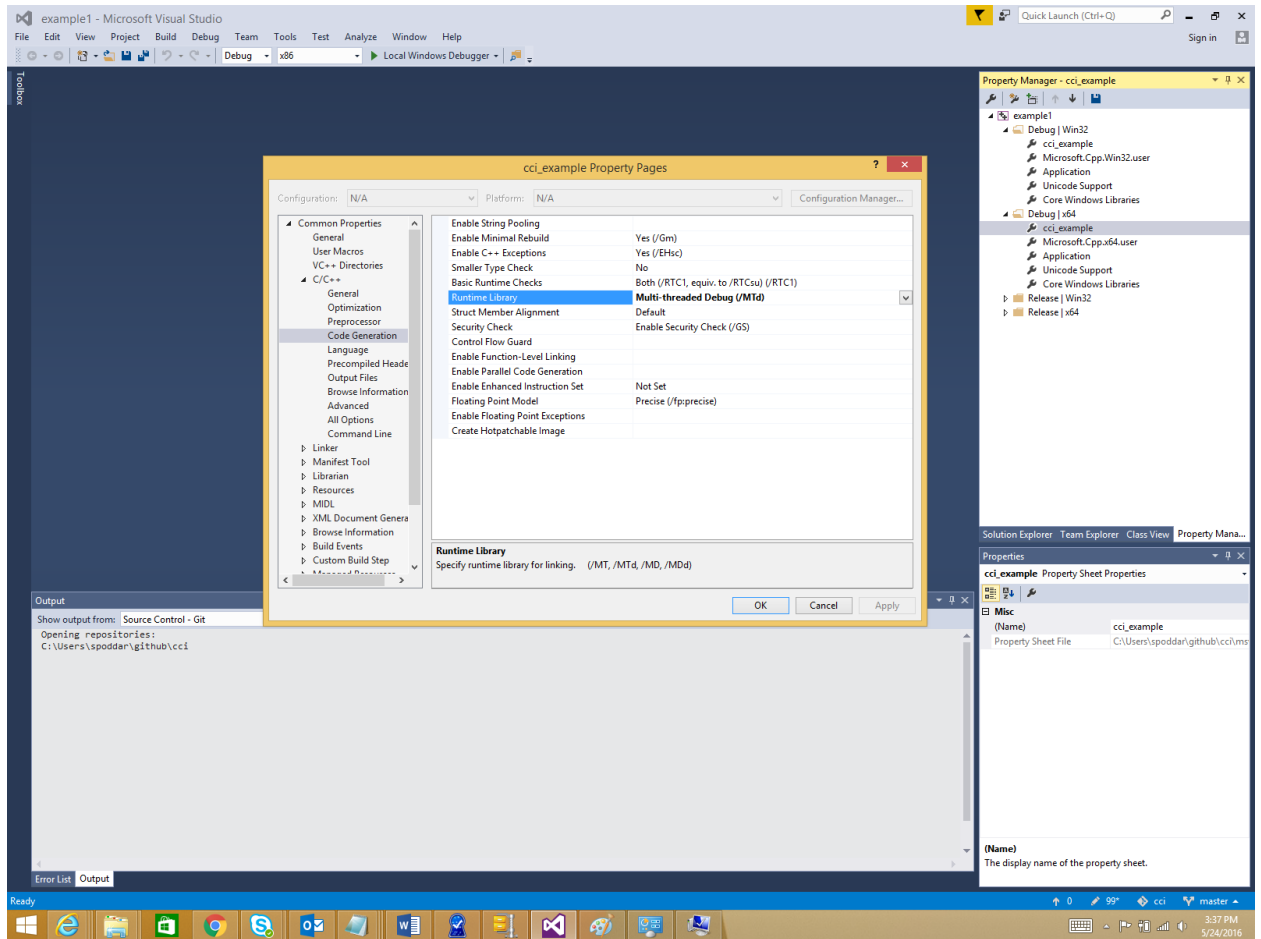 example1 - Microsoft Visual Studio
Quick Launch (Ctrl+Q)
File Edit View Project Build Debug Team Tools Test Analyze Window Help
Sign in
Debug x86 Local Windows Debugger
Toolbox
cci_example Property Pages
?
Configuration: N/A Platform: N/A Configuration Manager...
Common Properties
General
User Macros
VC++ Directories
C/C++
General
Optimization
Preprocessor
Code Generation
Language
Precompiled Heade
Output Files
Browse Information
Advanced
All Options
Command Line
Linker
Manifest Tool
Librarian
Resources
MIDL
XML Document Genera
Browse Information
Build Events
Custom Build Step
Enable String Pooling
Enable Minimal Rebuild Yes (/Gm)
Enable C++ Exceptions Yes (/EHsc)
Smaller Type Check No
Basic Runtime Checks Both (/RTC1, equiv. to /RTCsu) (/RTC1)
Runtime Library Multi-threaded Debug (/MTd)
Struct Member Alignment Default
Security Check Enable Security Check (/GS)
Control Flow Guard
Enable Function-Level Linking
Enable Parallel Code Generation
Enable Enhanced Instruction Set Not Set
Floating Point Model Precise (/fp:precise)
Enable Floating Point Exceptions
Create Hotpatchable Image
Runtime Library
Specify runtime library for linking. (/MT, /MTd, /MD, /MDd)
OK Cancel Apply
Property Manager - cci_example
example1
Debug | Win32
cci_example
Microsoft.Cpp.Win32.user
Application
Unicode Support
Core Windows Libraries
Debug | x64
cci_example
Microsoft.Cpp.x64.user
Application
Unicode Support
Core Windows Libraries
Release | Win32
Release | x64
Solution Explorer Team Explorer Class View Property Mana...
Properties
cci_example Property Sheet Properties
Misc
(Name) cci_example
Property Sheet File C:\Users\spoddar\github\cci\ms
(Name)
The display name of the property sheet.
Output
Show output from: Source Control - Git
Opening repositories:
C:\Users\spoddar\github\cci
Error List Output
Ready
0 99* cci master
3:37 PM
5/24/2016